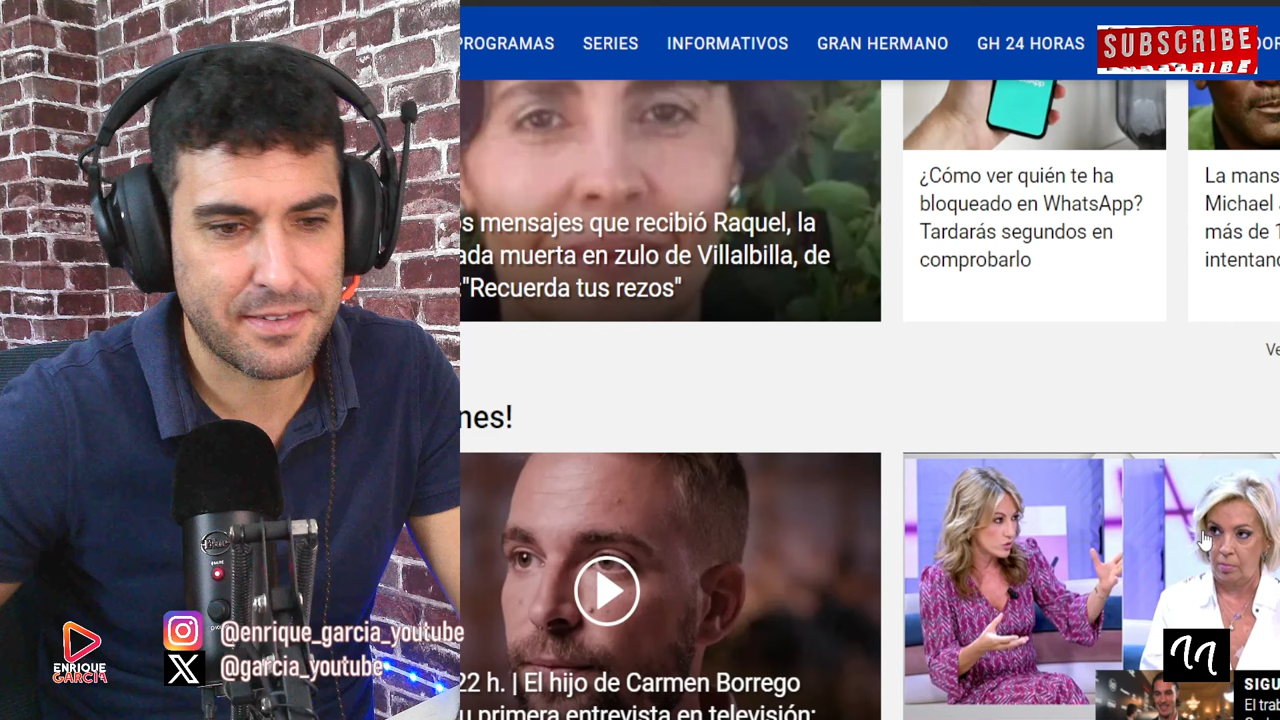 PROGRAMAS SERIES INFORMATIVOS GRAN HERMANO GH 24 HORAS
SUBSCRIBE
s mensajes que recibió Raquel, la
ada muerta en zulo de Villalbilla, de
"Recuerda tus rezos"
¿Cómo ver quién te ha
bloqueado en WhatsApp?
Tardarás segundos en
comprobarlo
La mans
Michael
más de 1
intentand
Ve
nes!
22 h. | El hijo de Carmen Borrego
u primera entrevista en televisión:
SIGU
El tral
ENRIQUE
GARCIA
@enrique_garcia_youtube
@garcia_youtube